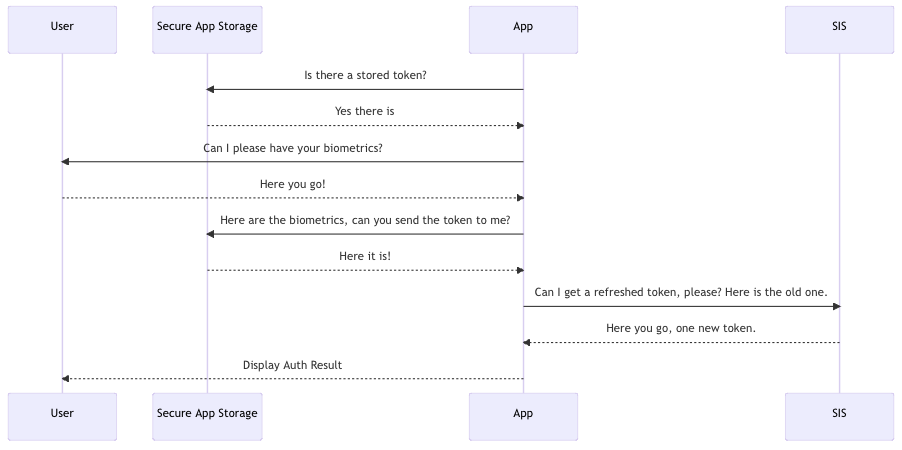 User
Secure App Storage
App
SIS
Is there a stored token?
Yes there is
Can I please have your biometrics?
Here you go!
Here are the biometrics, can you send the token to me?
Here it is!
Can I get a refreshed token, please? Here is the old one.
Here you go, one new token.
Display Auth Result
User
Secure App Storage
App
SIS